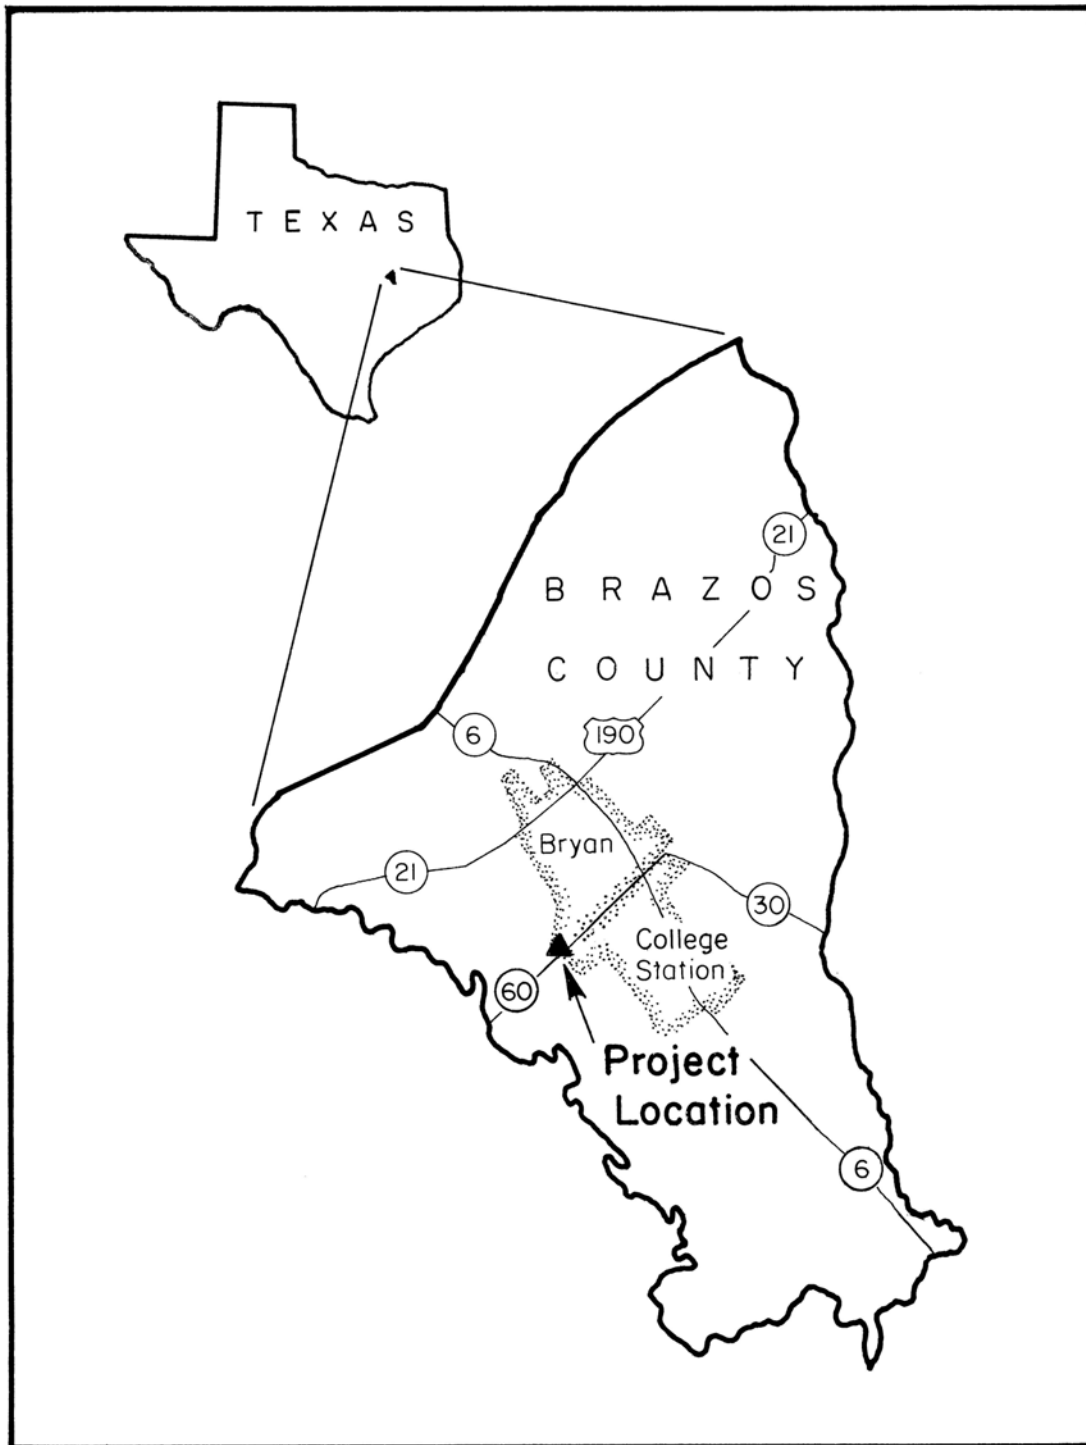 TEXAS
21
BRAZOS
COUNTY
6
190
Bryan
21
30
College
Station
60
Project
Location
6